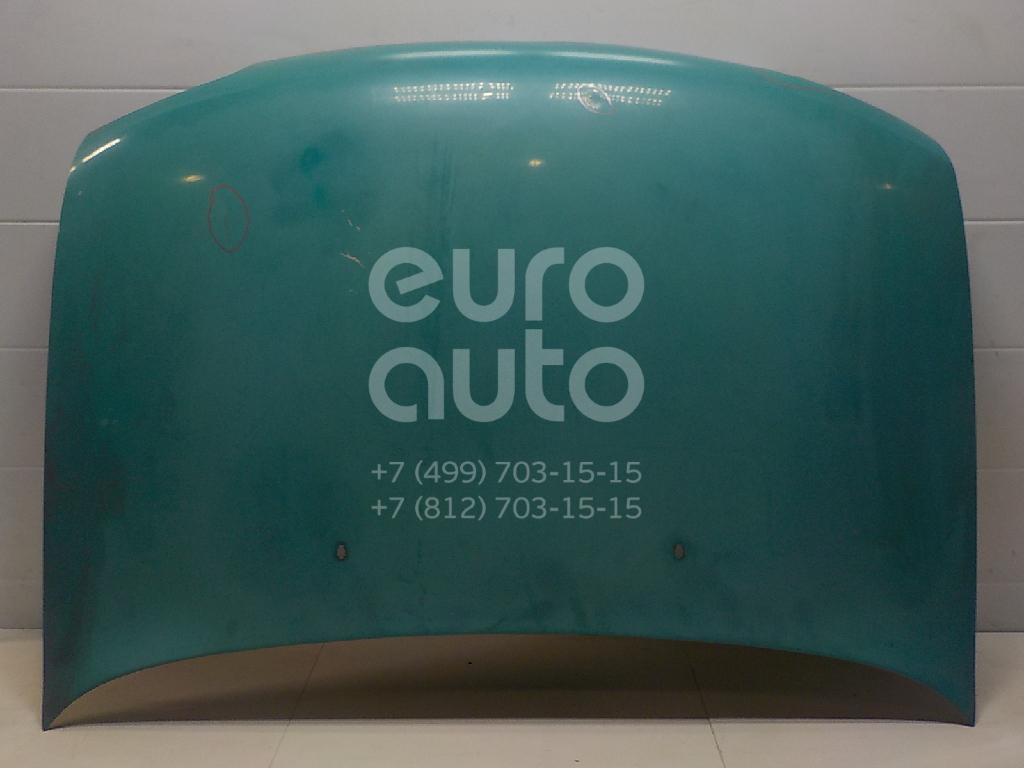 euro
auto
+7 (499) 703-15-15
+7 (812) 703-15-15